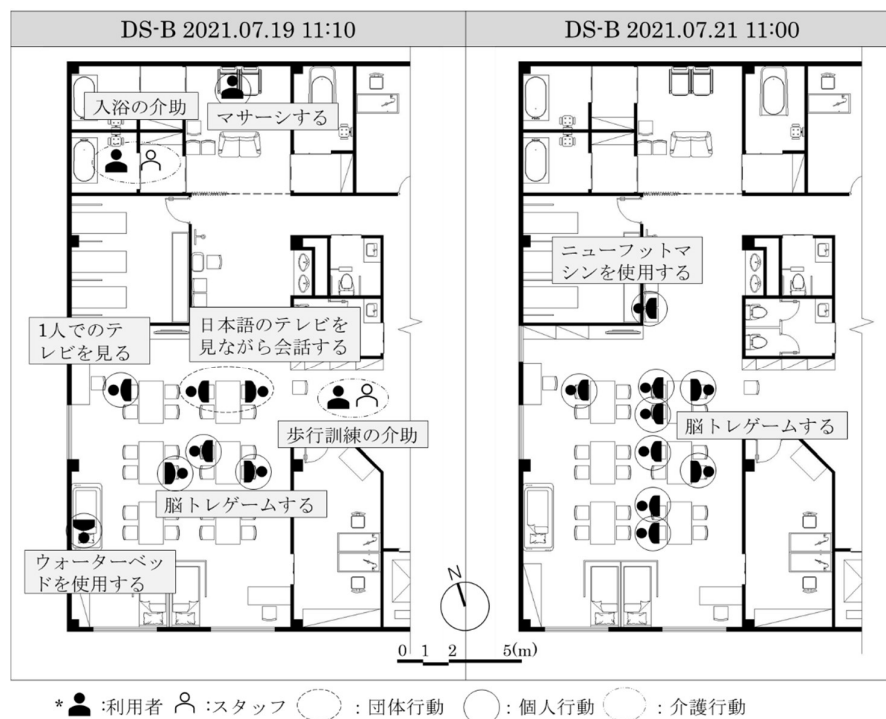 DS-B 2021.07.19 11:10
DS-B 2021.07.21 11:00
入浴の介助
マサーシする
1人でのテ
レビを見る
日本語のテレビを
見ながら会話する
歩行訓練の介助
脳トレゲームする
ウォーターベッ
ドを使用する
ニューフットマ
シンを使用する
脳トレゲームする
N
0 1 2 5(m)
* :利用者 :スタッフ :団体行動 :個人行動 :介護行動